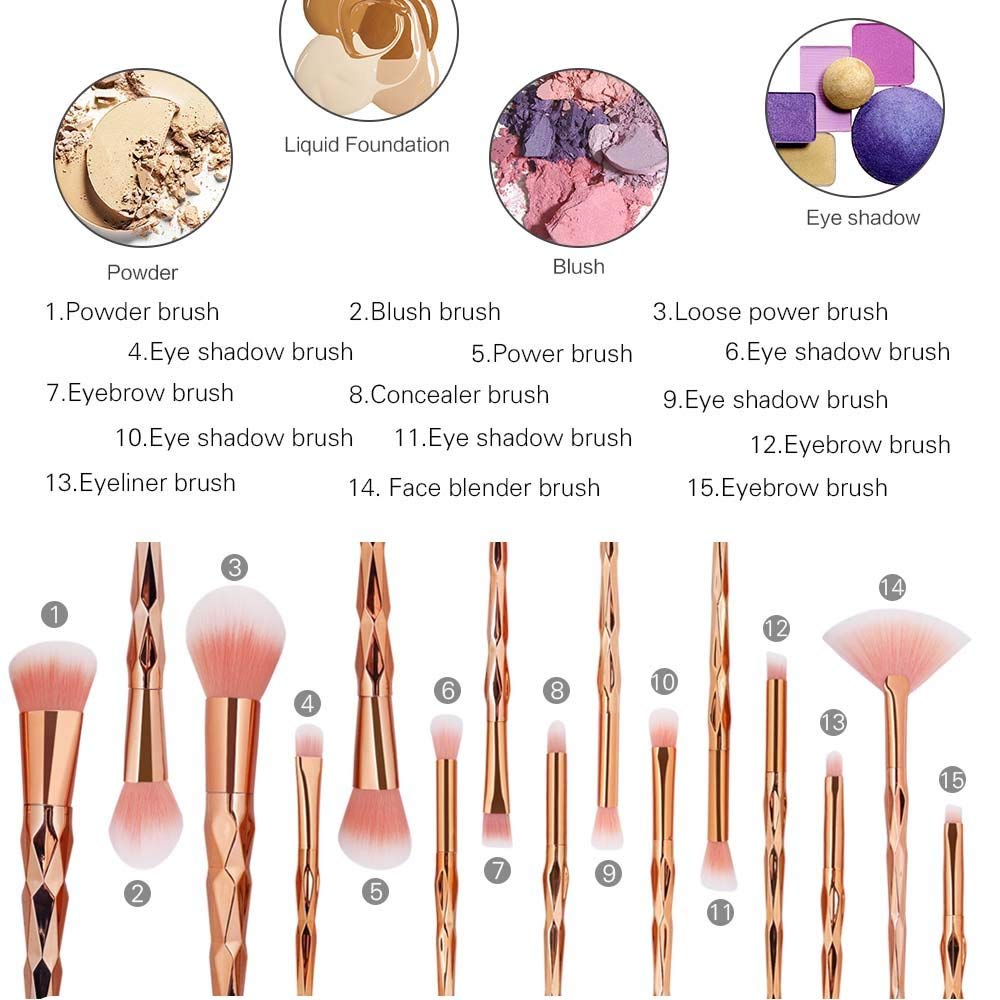 Liquid Foundation
Eye shadow
Powder
Blush
1.Powder brush
2.Blush brush
3.Loose power brush
4.Eye shadow brush
5.Power brush
6.Eye shadow brush
7.Eyebrow brush
8.Concealer brush
9.Eye shadow brush
10.Eye shadow brush
11.Eye shadow brush
12.Eyebrow brush
13.Eyeliner brush
14. Face blender brush
15.Eyebrow brush
1
2
3
4
5
6
7
8
9
10
11
12
13
14
15